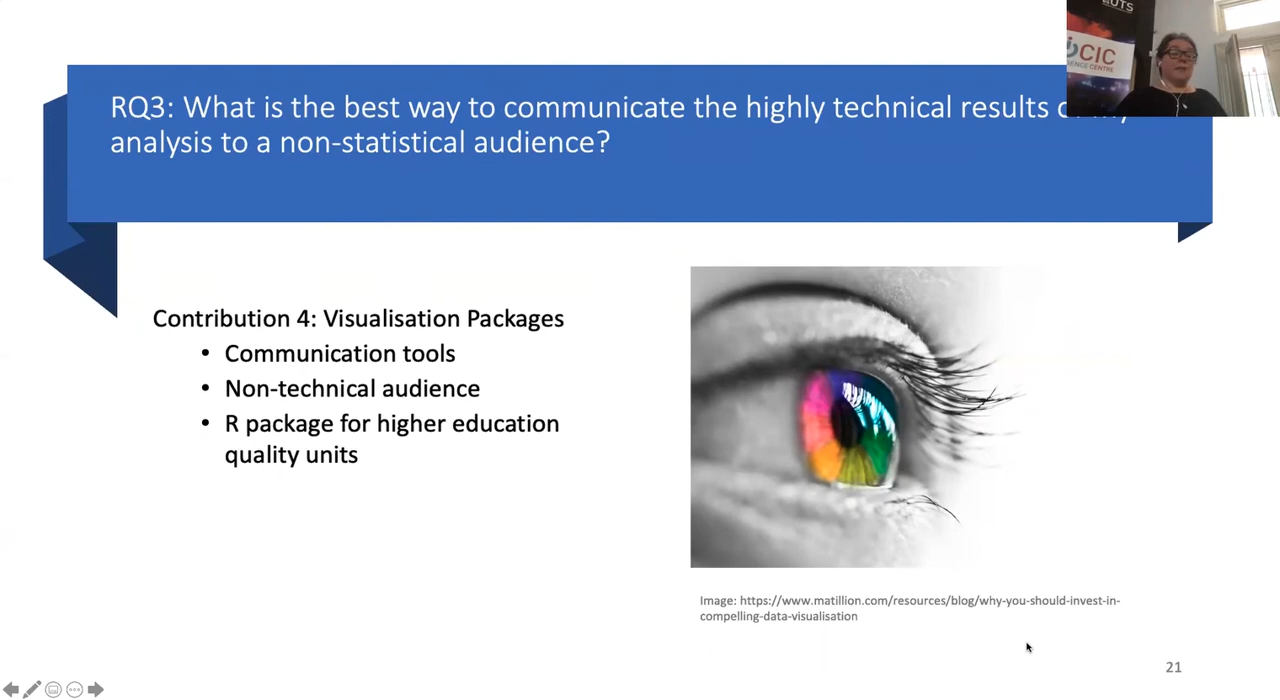 UTS
CIC
RQ3: What is the best way to communicate the highly technical results
analysis to a non-statistical audience?
Contribution 4: Visualisation Packages
• Communication tools
• Non-technical audience
• R package for higher education
quality units
Image: https://www.matillion.com/resources/blog/why-you-should-invest-in-
compelling-data-visualisation
21